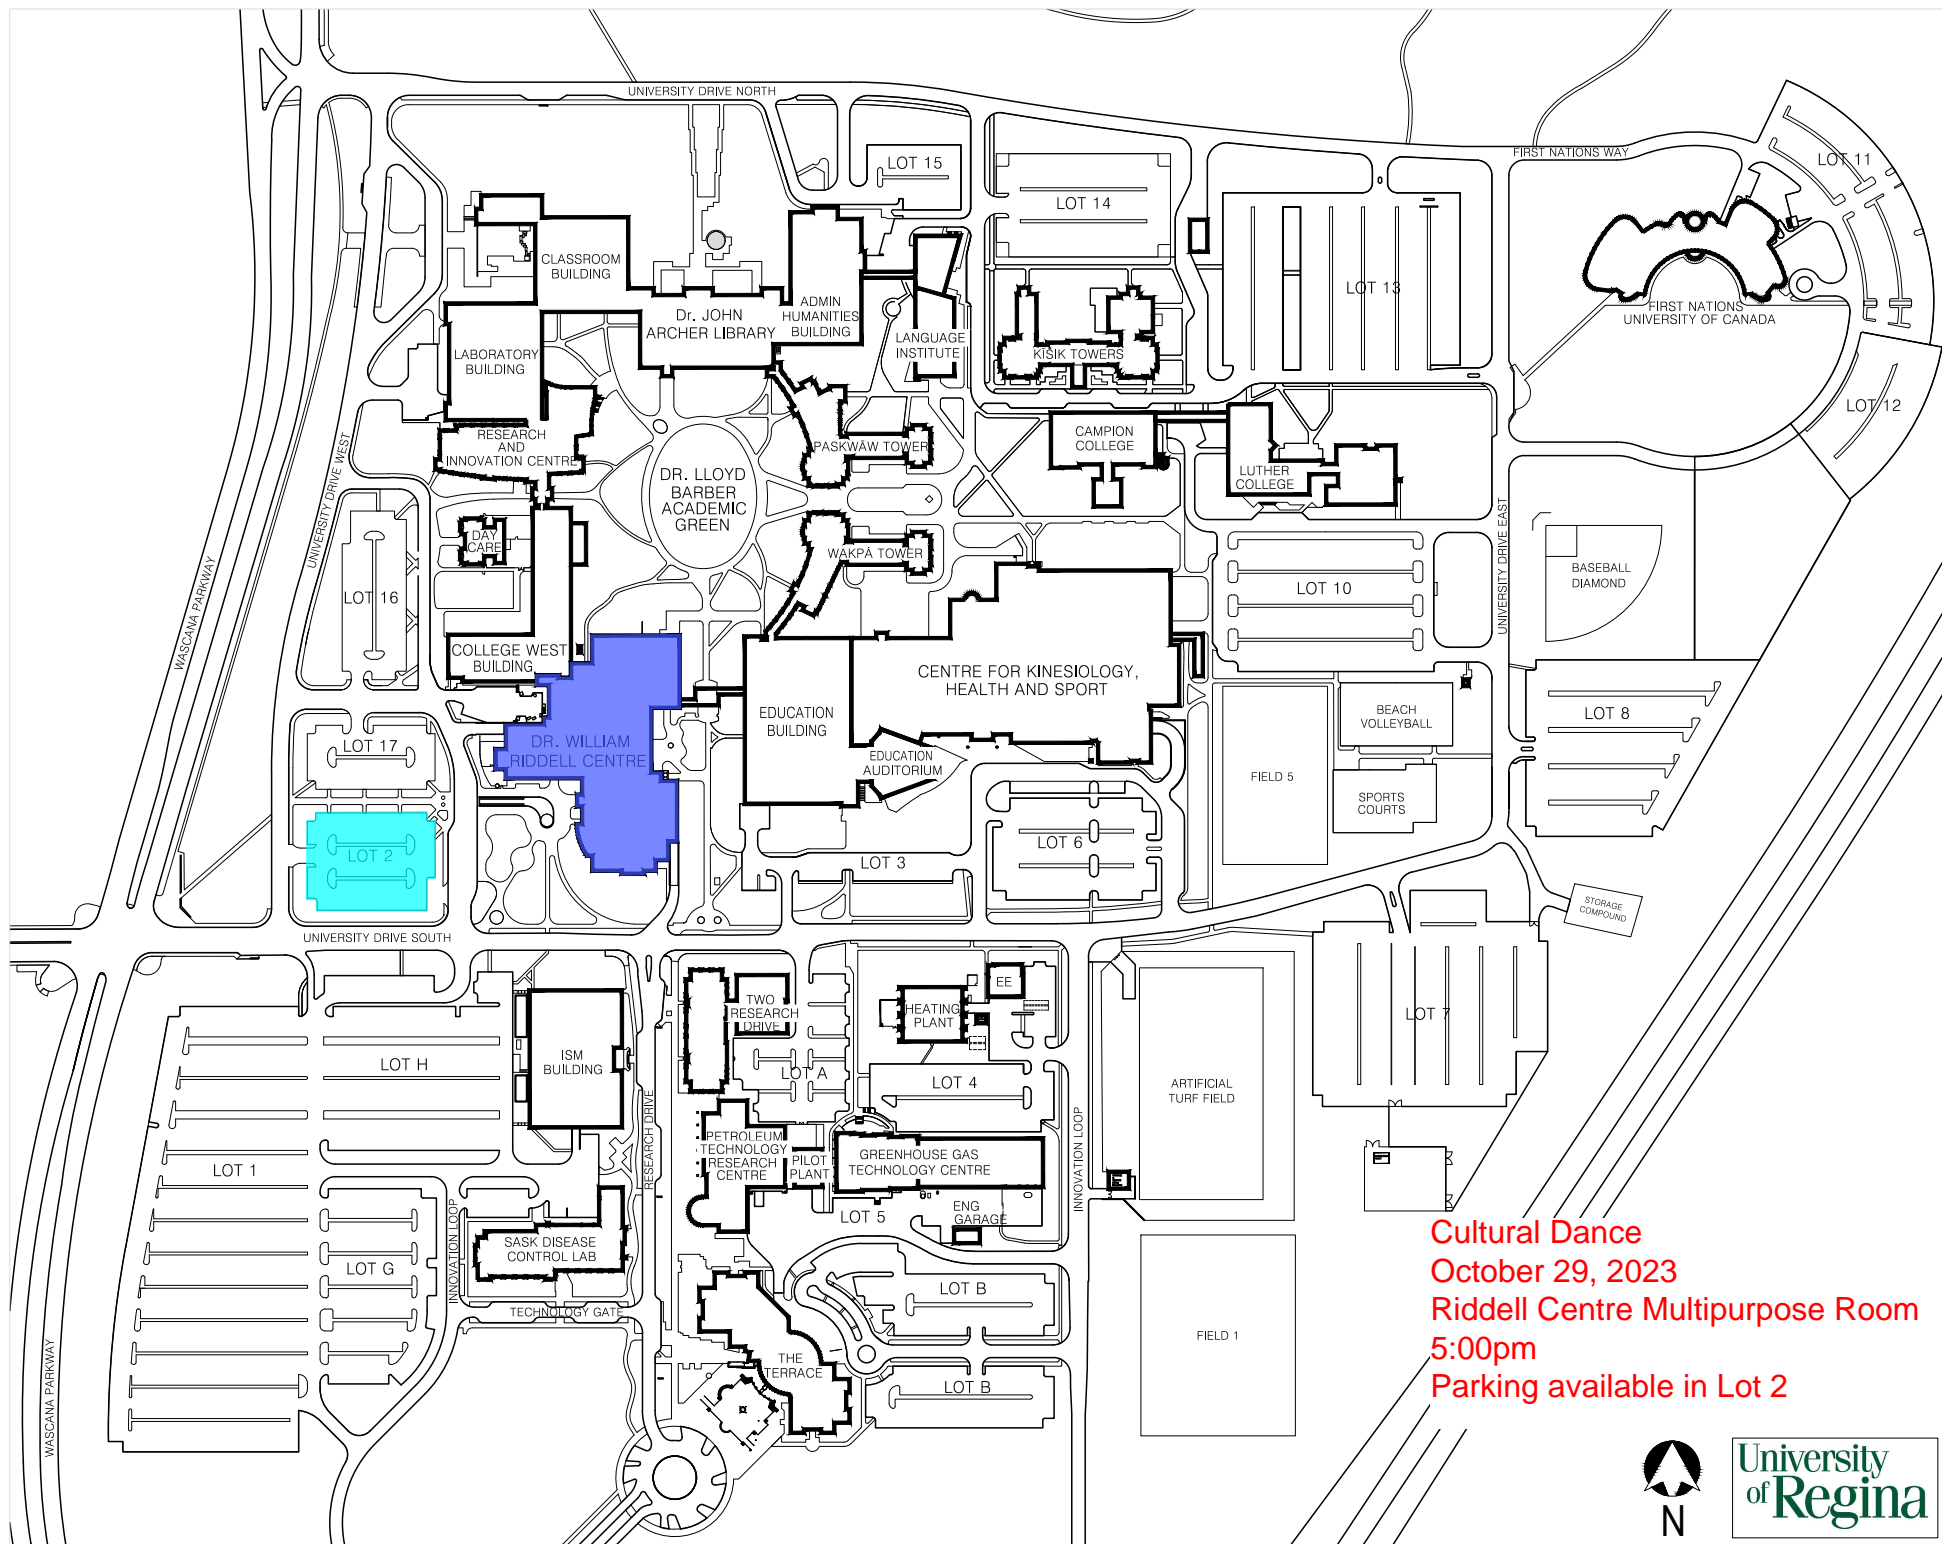 UNIVERSITY DRIVE NORTH
FIRST NATIONS WAY
LOT 11
LOT 15
LOT 14
CLASSROOM
BUILDING
Dr. JOHN
ARCHER LIBRARY
ADMIN
HUMANITIES
BUILDING
LANGUAGE
INSTITUTE
KĪSIK TOWERS
LOT 13
FIRST NATIONS
UNIVERSITY OF CANADA
LABORATORY
BUILDING
LOT 12
RESEARCH
AND
INNOVATION CENTRE
PASKWĀW TOWER
CAMPION
COLLEGE
LUTHER
COLLEGE
DR. LLOYD
BARBER
ACADEMIC
GREEN
UNIVERSITY DRIVE WEST
WASCANA PARKWAY
DAY
CARE
WAKPĀ TOWER
LOT 16
LOT 10
UNIVERSITY DRIVE EAST
BASEBALL
DIAMOND
COLLEGE WEST
BUILDING
CENTRE FOR KINESIOLOGY,
HEALTH AND SPORT
EDUCATION
BUILDING
EDUCATION
AUDITORIUM
BEACH
VOLLEYBALL
LOT 8
LOT 17
DR. WILLIAM
RIDDELL CENTRE
FIELD 5
SPORTS
COURTS
LOT 2
LOT 3
LOT 6
STORAGE
COMPOUND
UNIVERSITY DRIVE SOUTH
TWO
RESEARCH
DRIVE
HEATING
PLANT
EE
LOT 7
LOT H
ISM
BUILDING
LOT A
LOT 4
ARTIFICIAL
TURF FIELD
RESEARCH DRIVE
INNOVATION LOOP
PETROLEUM
TECHNOLOGY
RESEARCH
CENTRE
PILOT
PLANT
GREENHOUSE GAS
TECHNOLOGY CENTRE
LOT 1
LOT 5
ENG
GARAGE
INNOVATION LOOP
SASK DISEASE
CONTROL LAB
LOT G
TECHNOLOGY GATE
LOT B
THE
TERRACE
LOT B
FIELD 1
WASCANA PARKWAY
Cultural Dance
October 29, 2023
Riddell Centre Multipurpose Room
5:00pm
Parking available in Lot 2
N
University
of Regina